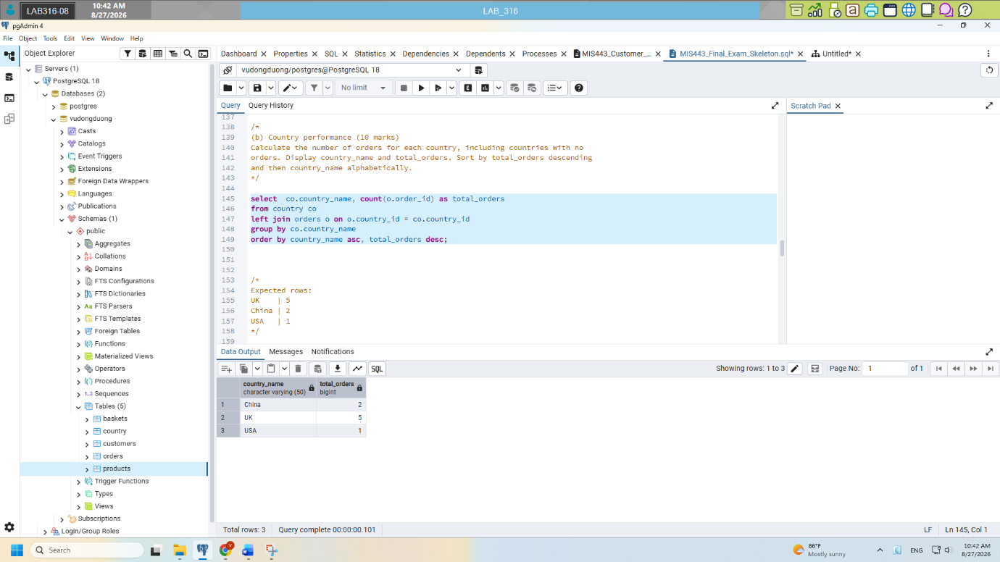 LAB316-08
10:42 AM
8/27/2026
LAB_316
pgAdmin 4
File Object Tools Edit View Window Help
Object Explorer
Dashboard Properties SQL Statistics Dependencies Dependents Processes MIS443_Customer_... MIS443_Final_Exam_Skeleton.sql* Untitled*
Servers (1)
PostgreSQL 18
Databases (2)
postgres
vudongduong
Casts
Catalogs
Event Triggers
Extensions
Foreign Data Wrappers
Languages
Publications
Schemas (1)
public
Aggregates
Collations
Domains
FTS Configurations
FTS Dictionaries
FTS Parsers
FTS Templates
Foreign Tables
Functions
Materialized Views
Operators
Procedures
Sequences
Tables (5)
baskets
country
customers
orders
products
Trigger Functions
Types
Views
Subscriptions
Login/Group Roles
vudongduong/postgres@PostgreSQL 18
No limit
Query Query History
Scratch Pad
137
138 /*
139 (b) Country performance (10 marks)
140 Calculate the number of orders for each country, including countries with no
141 orders. Display country_name and total_orders. Sort by total_orders descending
142 and then country_name alphabetically.
143 */
144
145 select  co.country_name, count(o.order_id) as total_orders
146 from country co
147 left join orders o on o.country_id = co.country_id
148 group by co.country_name
149 order by country_name asc, total_orders desc;
150
151
152
153 /*
154 Expected rows:
155 UK    | 5
156 China | 2
157 USA   | 1
158 */
159
Data Output Messages Notifications
SQL
Showing rows: 1 to 3
Page No: 1 of 1
country_name
character varying (50)
total_orders
bigint
1 China 2
2 UK 5
3 USA 1
Total rows: 3 Query complete 00:00:00.101
LF Ln 145, Col 1
Search
86°F
Mostly sunny
ENG
10:42 AM
8/27/2026